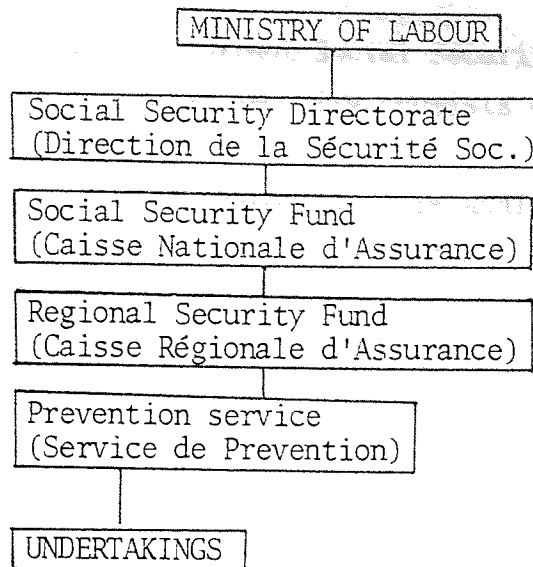 MINISTRY OF LABOUR
Social Security Directorate
(Direction de la Sécurité Soc.)
Social Security Fund
(Caisse Nationale d'Assurance)
Regional Security Fund
(Caisse Régionale d'Assurance)
Prevention service
(Service de Prevention)
UNDERTAKINGS